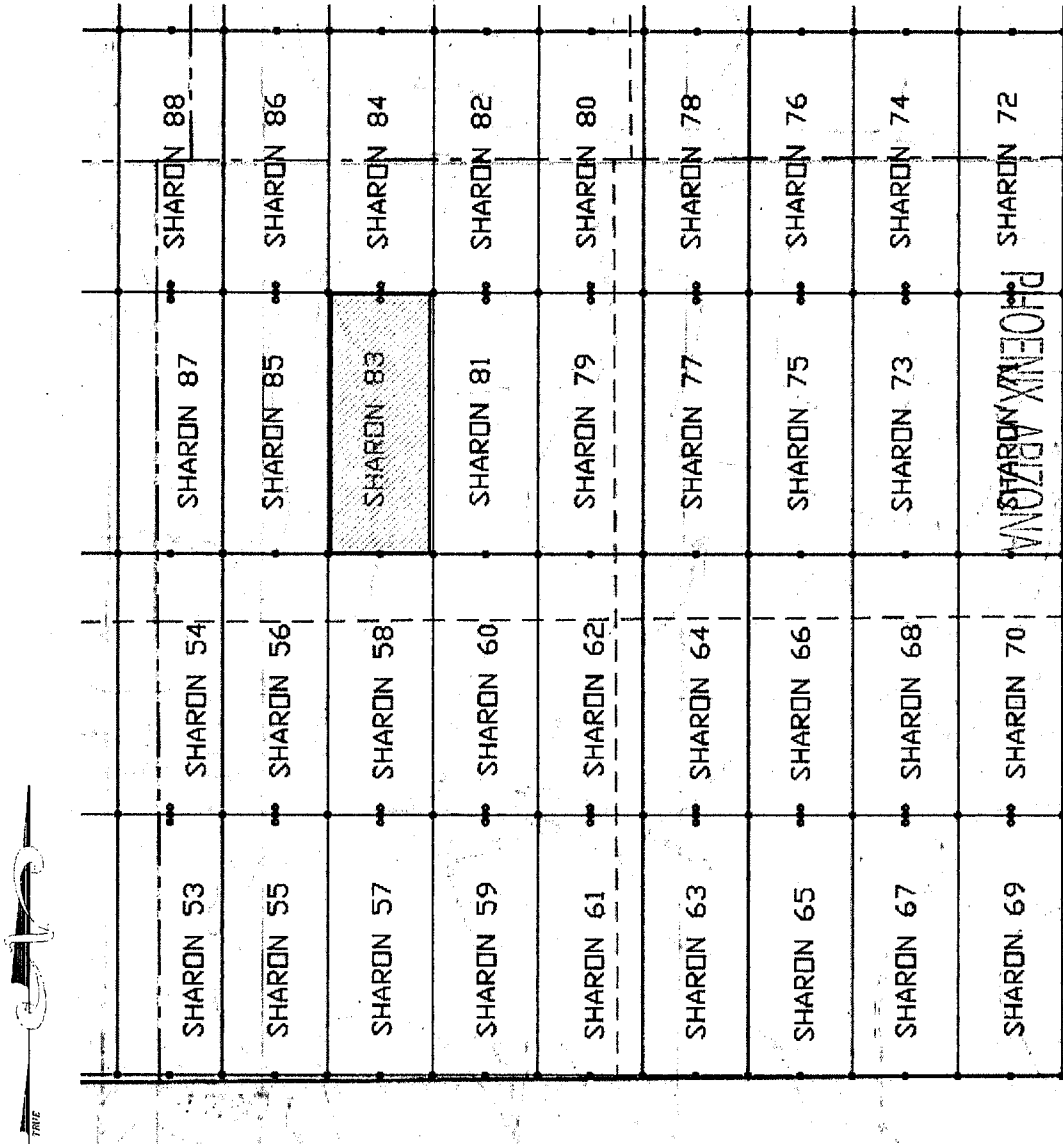 SHARON 88
SHARON 86
SHARON 84
SHARON 82
SHARON 80
SHARON 78
SHARON 76
SHARON 74
SHARON 72
SHARON 87
SHARON 85
SHARON 83
SHARON 81
SHARON 79
SHARON 77
SHARON 75
SHARON 73
SHARON 71
PHOENIX ARIZONA
SHARON 54
SHARON 56
SHARON 58
SHARON 60
SHARON 62
SHARON 64
SHARON 66
SHARON 68
SHARON 70
SHARON 53
SHARON 55
SHARON 57
SHARON 59
SHARON 61
SHARON 63
SHARON 65
SHARON 67
SHARON 69
TRUE